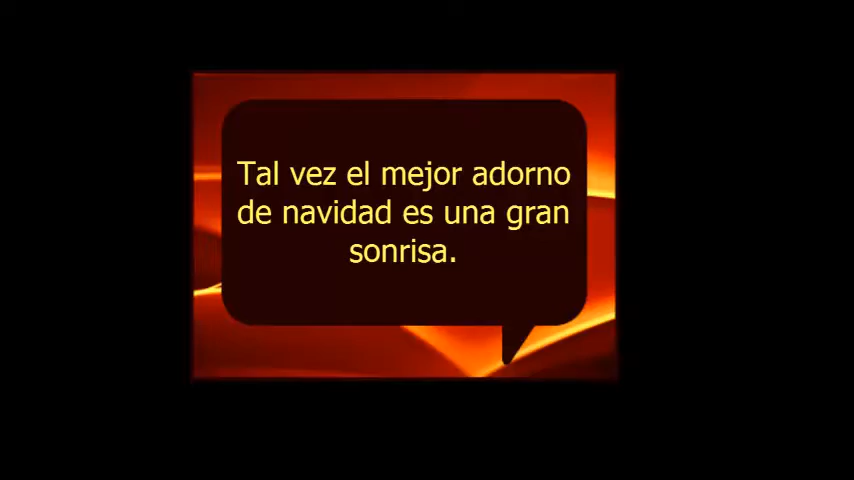 Tal vez el mejor adorno
de navidad es una gran
sonrisa.